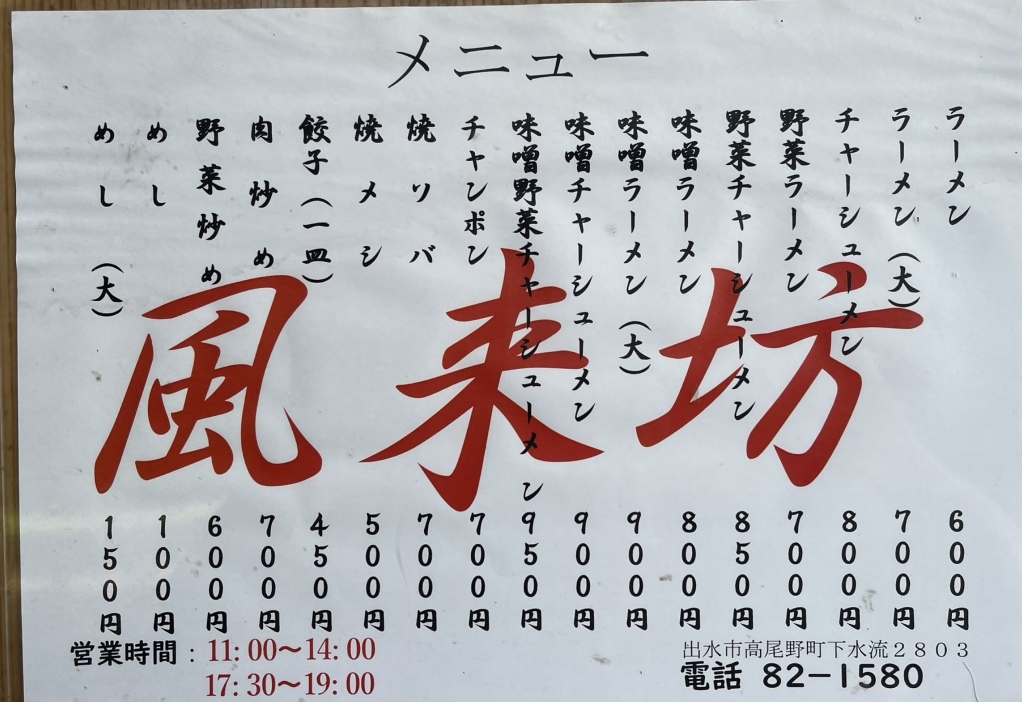 メニュー
ラーメン 600円
ラーメン(大) 700円
チャーシューメン 800円
野菜ラーメン 700円
野菜チャーシューメン 850円
味噌ラーメン 800円
味噌ラーメン(大) 900円
味噌チャーシューメン 900円
味噌野菜チャーシューメン 950円
チャンポン 700円
焼ソバ 700円
焼メシ 500円
餃子(一皿) 450円
肉炒め 700円
野菜炒め 600円
めし 100円
めし(大) 150円
風来坊
営業時間:11:00〜14:00
17:30〜19:00
出水市高尾野町下水流2803
電話 82-1580